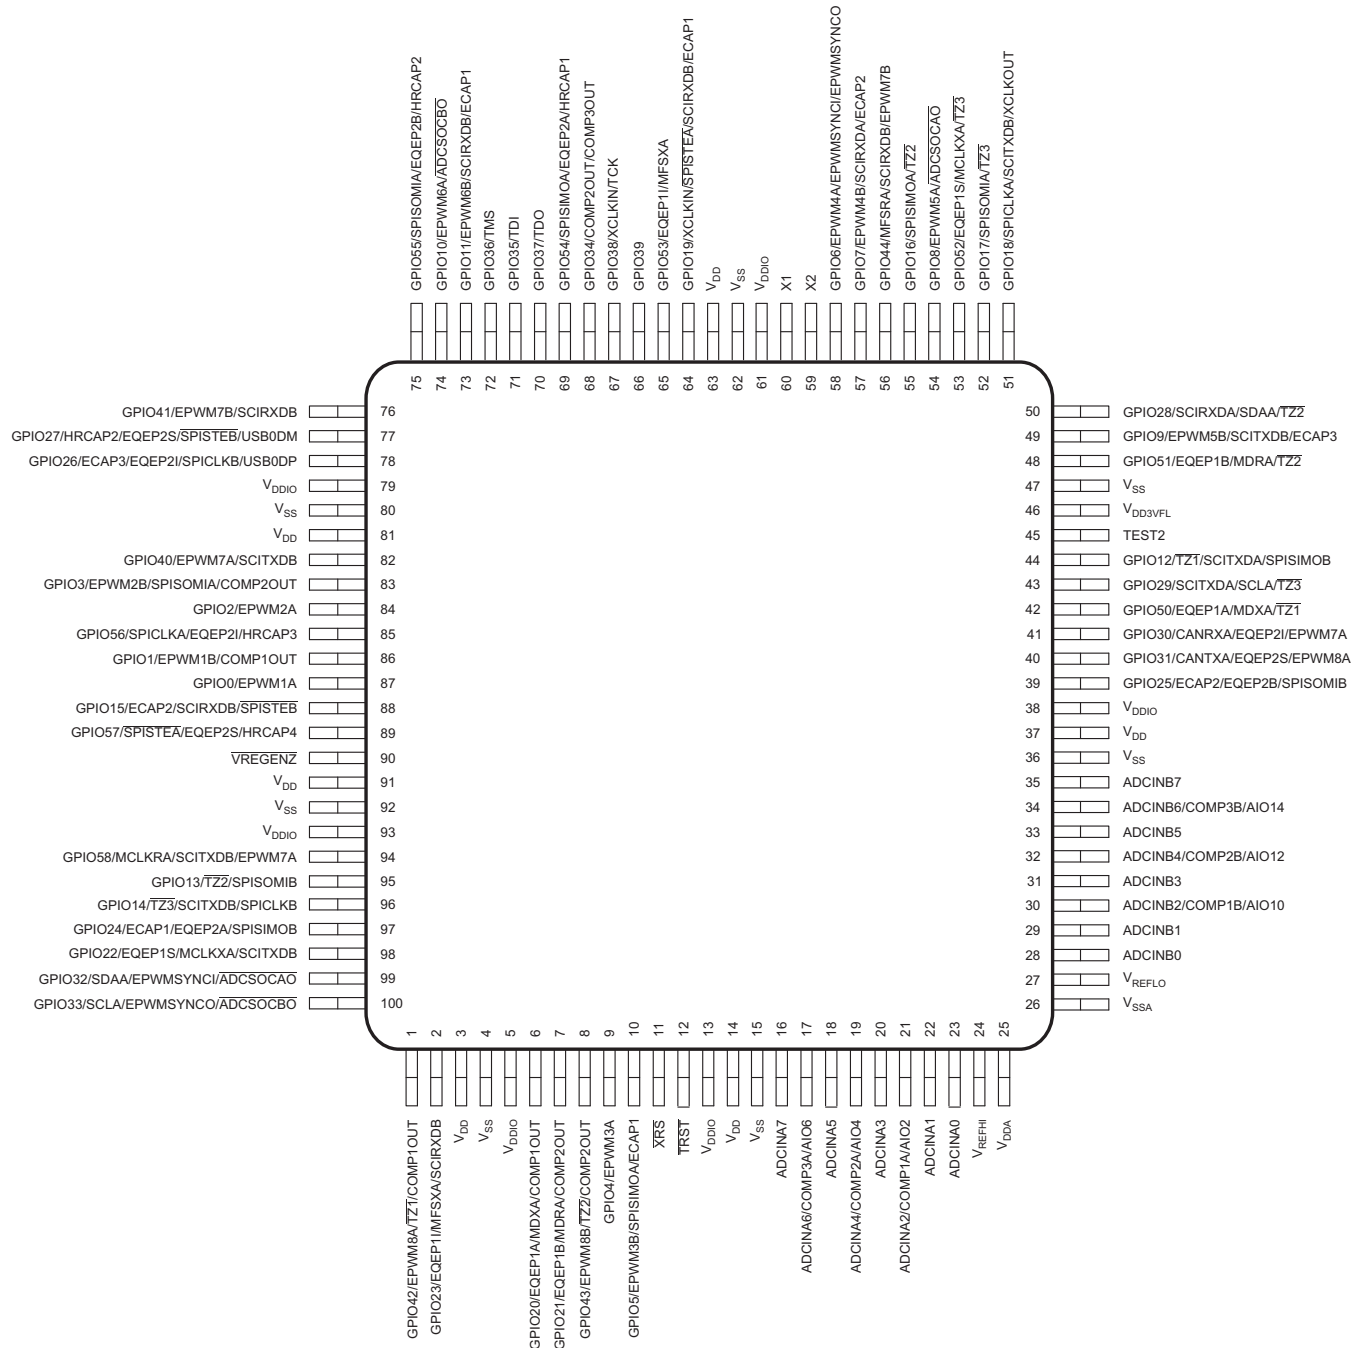 GPIO55/SPISOMIA/EQEP2B/HRCAP2
GPIO10/EPWM6A/ADCSOCBO
GPIO11/EPWM6B/SCIRXDB/ECAP1
GPIO36/TMS
GPIO35/TDI
GPIO37/TDO
GPIO54/SPISIMOA/EQEP2A/HRCAP1
GPIO34/COMP2OUT/COMP3OUT
GPIO38/XCLKIN/TCK
GPIO39
GPIO53/EQEP1I/MFSXA
GPIO19/XCLKIN/SPISTEA/SCIRXDB/ECAP1
VDD
VSS
VDDIO
X1
X2
GPIO6/EPWM4A/EPWMSYNCI/EPWMSYNCO
GPIO7/EPWM4B/SCIRXDA/ECAP2
GPIO44/MFSRA/SCIRXDB/EPWM7B
GPIO16/SPISIMOA/TZ2
GPIO8/EPWM5A/ADCSOCAO
GPIO52/EQEP1S/MCLKXA/TZ3
GPIO17/SPISOMIA/TZ3
GPIO18/SPICLKA/SCITXDB/XCLKOUT
75 74 73 72 71 70 69 68 67 66 65 64 63 62 61 60 59 58 57 56 55 54 53 52 51
GPIO41/EPWM7B/SCIRXDB 76
GPIO27/HRCAP2/EQEP2S/SPISTEB/USB0DM 77
GPIO26/ECAP3/EQEP2I/SPICLKB/USB0DP 78
VDDIO 79
VSS 80
VDD 81
GPIO40/EPWM7A/SCITXDB 82
GPIO3/EPWM2B/SPISOMIA/COMP2OUT 83
GPIO2/EPWM2A 84
GPIO56/SPICLKA/EQEP2I/HRCAP3 85
GPIO1/EPWM1B/COMP1OUT 86
GPIO0/EPWM1A 87
GPIO15/ECAP2/SCIRXDB/SPISTEB 88
GPIO57/SPISTEA/EQEP2S/HRCAP4 89
VREGENZ 90
VDD 91
VSS 92
VDDIO 93
GPIO58/MCLKRA/SCITXDB/EPWM7A 94
GPIO13/TZ2/SPISOMIB 95
GPIO14/TZ3/SCITXDB/SPICLKB 96
GPIO24/ECAP1/EQEP2A/SPISIMOB 97
GPIO22/EQEP1S/MCLKXA/SCITXDB 98
GPIO32/SDAA/EPWMSYNCI/ADCSOCAO 99
GPIO33/SCLA/EPWMSYNCO/ADCSOCBO 100
50 GPIO28/SCIRXDA/SDAA/TZ2
49 GPIO9/EPWM5B/SCITXDB/ECAP3
48 GPIO51/EQEP1B/MDRA/TZ2
47 VSS
46 VDD3VFL
45 TEST2
44 GPIO12/TZ1/SCITXDA/SPISIMOB
43 GPIO29/SCITXDA/SCLA/TZ3
42 GPIO50/EQEP1A/MDXA/TZ1
41 GPIO30/CANRXA/EQEP2I/EPWM7A
40 GPIO31/CANTXA/EQEP2S/EPWM8A
39 GPIO25/ECAP2/EQEP2B/SPISOMIB
38 VDDIO
37 VDD
36 VSS
35 ADCINB7
34 ADCINB6/COMP3B/AIO14
33 ADCINB5
32 ADCINB4/COMP2B/AIO12
31 ADCINB3
30 ADCINB2/COMP1B/AIO10
29 ADCINB1
28 ADCINB0
27 VREFLO
26 VSSA
1 2 3 4 5 6 7 8 9 10 11 12 13 14 15 16 17 18 19 20 21 22 23 24 25
GPIO42/EPWM8A/TZ1/COMP1OUT
GPIO23/EQEP1I/MFSXA/SCIRXDB
VDD
VSS
VDDIO
GPIO20/EQEP1A/MDXA/COMP1OUT
GPIO21/EQEP1B/MDRA/COMP2OUT
GPIO43/EPWM8B/TZ2/COMP2OUT
GPIO4/EPWM3A
GPIO5/EPWM3B/SPISIMOA/ECAP1
XRS
TRST
VDDIO
VDD
VSS
ADCINA7
ADCINA6/COMP3A/AIO6
ADCINA5
ADCINA4/COMP2A/AIO4
ADCINA3
ADCINA2/COMP1A/AIO2
ADCINA1
ADCINA0
VREFHI
VDDA